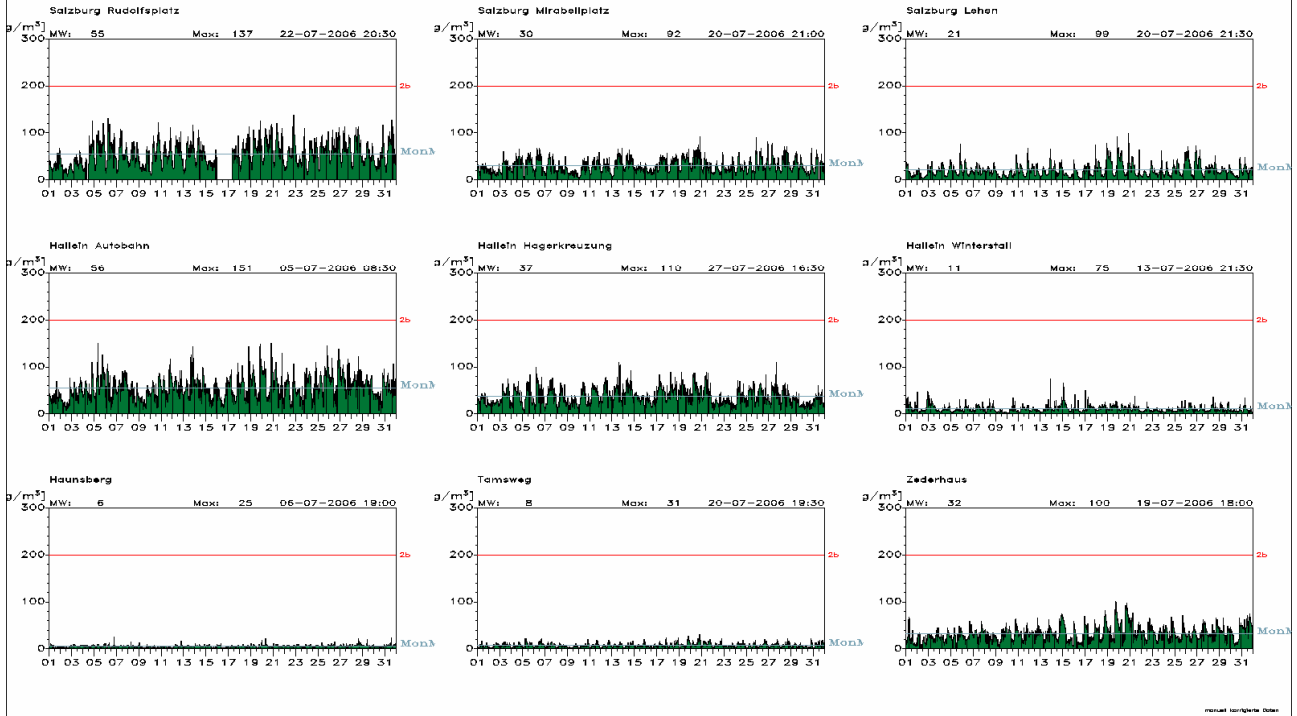 Salzburg Rudolfsplatz
g/m³] MW: 55 Max: 137 22-07-2006 20:30
300
200 2b
100
MonM
0
01 03 05 07 09 11 13 15 17 19 21 23 25 27 29 31
Salzburg Mirabellplatz
g/m³] MW: 30 Max: 92 20-07-2006 21:00
300
200 2b
100
MonM
0
01 03 05 07 09 11 13 15 17 19 21 23 25 27 29 31
Salzburg Lehen
g/m³] MW: 21 Max: 99 20-07-2006 21:30
300
200 2b
100
MonM
0
01 03 05 07 09 11 13 15 17 19 21 23 25 27 29 31
Hallein Autobahn
g/m³] MW: 56 Max: 151 05-07-2006 08:30
300
200 2b
100
MonM
0
01 03 05 07 09 11 13 15 17 19 21 23 25 27 29 31
Hallein Hagerkreuzung
g/m³] MW: 37 Max: 110 27-07-2006 16:30
300
200 2b
100
MonM
0
01 03 05 07 09 11 13 15 17 19 21 23 25 27 29 31
Hallein Winterstall
g/m³] MW: 11 Max: 75 13-07-2006 21:30
300
200 2b
100
MonM
0
01 03 05 07 09 11 13 15 17 19 21 23 25 27 29 31
Haunsberg
g/m³] MW: 6 Max: 25 06-07-2006 19:00
300
200 2b
100
MonM
0
01 03 05 07 09 11 13 15 17 19 21 23 25 27 29 31
Tamsweg
g/m³] MW: 8 Max: 31 20-07-2006 19:30
300
200 2b
100
MonM
0
01 03 05 07 09 11 13 15 17 19 21 23 25 27 29 31
Zederhaus
g/m³] MW: 32 Max: 100 19-07-2006 18:00
300
200 2b
100
MonM
0
01 03 05 07 09 11 13 15 17 19 21 23 25 27 29 31
manuell korrigierte Daten